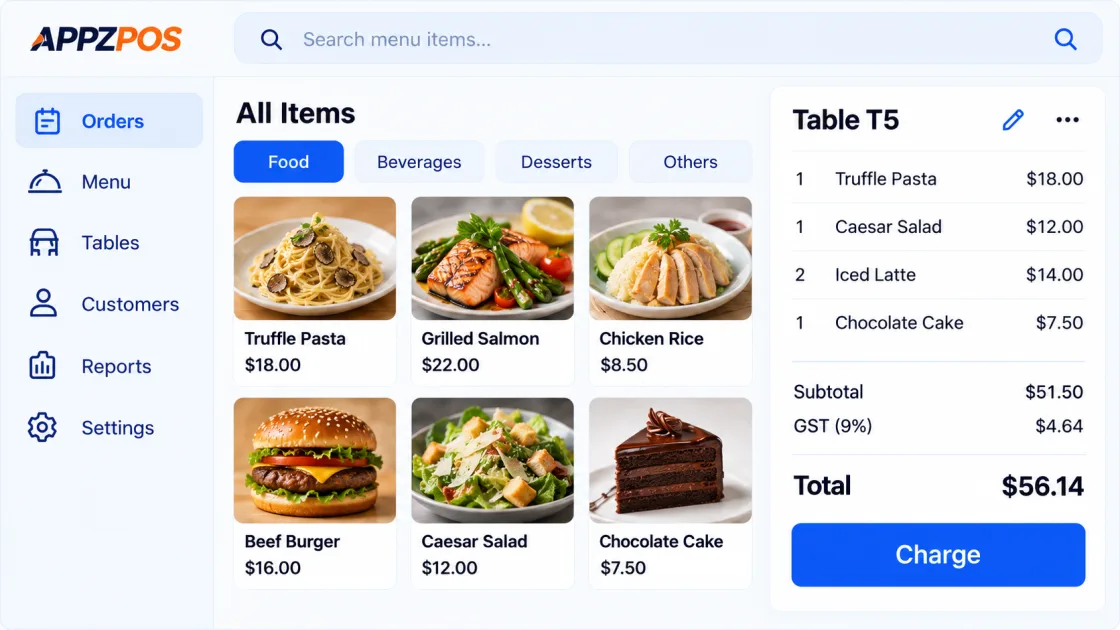 APPZPOS
Search menu items...
Orders
Menu
Tables
Customers
Reports
Settings
All Items
Food
Beverages
Desserts
Others
Truffle Pasta
$18.00
Grilled Salmon
$22.00
Chicken Rice
$8.50
Beef Burger
$16.00
Caesar Salad
$12.00
Chocolate Cake
$7.50
Table T5
1 Truffle Pasta $18.00
1 Caesar Salad $12.00
2 Iced Latte $14.00
1 Chocolate Cake $7.50
Subtotal $51.50
GST (9%) $4.64
Total $56.14
Charge